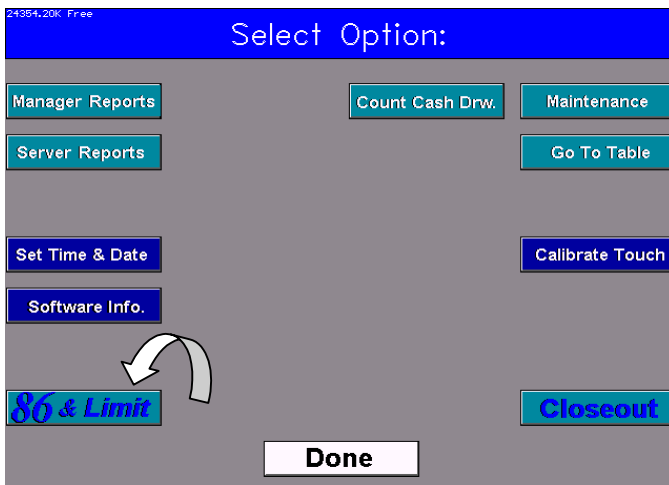 24354.20K Free
Select Option:
Manager Reports
Count Cash Drw.
Maintenance
Server Reports
Go To Table
Set Time & Date
Calibrate Touch
Software Info.
86 & Limit
Closeout
Done